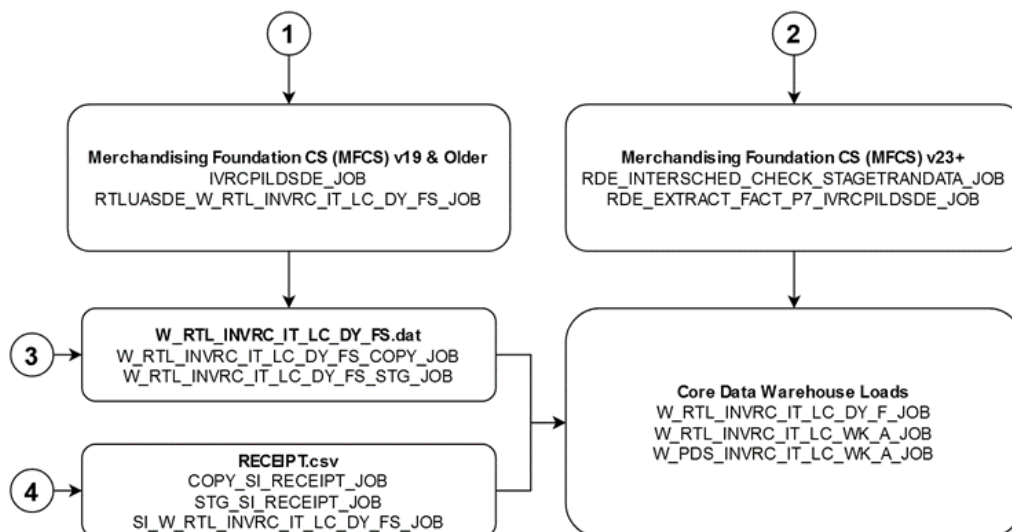 1
2
Merchandising Foundation CS (MFCS) v19 & Older
IVRCPILDSDE_JOB
RTLUASDE_W_RTL_INVRC_IT_LC_DY_FS_JOB
Merchandising Foundation CS (MFCS) v23+
RDE_INTERSCHED_CHECK_STAGETRANDATA_JOB
RDE_EXTRACT_FACT_P7_IVRCPILDSDE_JOB
3
W_RTL_INVRC_IT_LC_DY_FS.dat
W_RTL_INVRC_IT_LC_DY_FS_COPY_JOB
W_RTL_INVRC_IT_LC_DY_FS_STG_JOB
4
RECEIPT.csv
COPY_SI_RECEIPT_JOB
STG_SI_RECEIPT_JOB
SI_W_RTL_INVRC_IT_LC_DY_FS_JOB
Core Data Warehouse Loads
W_RTL_INVRC_IT_LC_DY_F_JOB
W_RTL_INVRC_IT_LC_WK_A_JOB
W_PDS_INVRC_IT_LC_WK_A_JOB